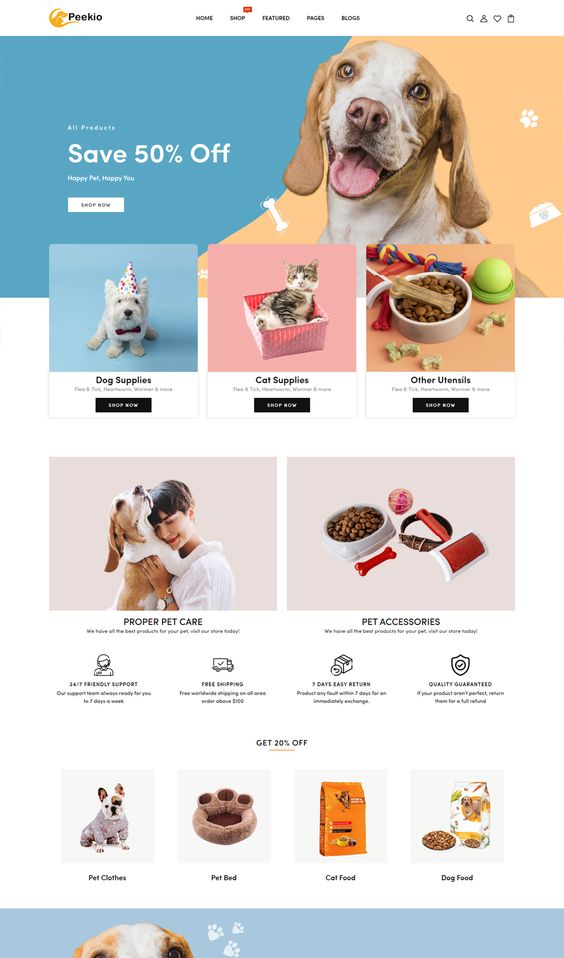 Peekio
HOME
SHOP
FEATURED
PAGES
BLOGS
All Products
Save 50% Off
Happy Pet, Happy You
SHOP NOW
Dog Supplies
Flea & Tick, Heartworm, Wormer & more
SHOP NOW
Cat Supplies
Flea & Tick, Heartworm, Wormer & more
SHOP NOW
Other Utensils
Flea & Tick, Heartworm, Wormer & more
SHOP NOW
PROPER PET CARE
We have all the best products for your pet, visit our store today!
PET ACCESSORIES
We have all the best products for your pet, visit our store today!
24/7 FRIENDLY SUPPORT
Our support team always ready for you
to 7 days a week
FREE SHIPPING
Free worldwide shipping on all area
order above $100
7 DAYS EASY RETURN
Product any fault within 7 days for an
immediately exchange.
QUALITY GUARANTEED
If your product aren't perfect, return
them for a full refund
GET 20% OFF
Pet Clothes
Pet Bed
Cat Food
Dog Food